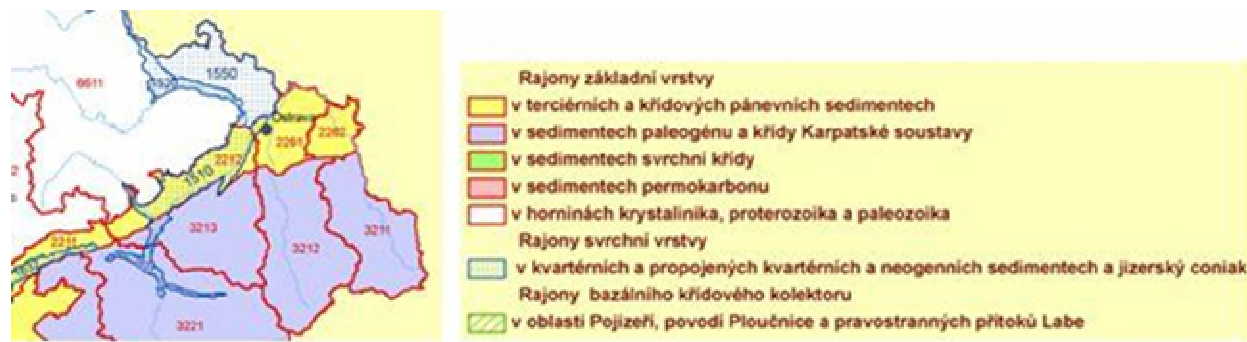 1550
6611
Ostrava
2262
2261
2212
1510
3213
3211
3212
2211
3221
Rajony základní vrstvy
v terciérních a křídových pánevních sedimentech
v sedimentech paleogénu a křídy Karpatské soustavy
v sedimentech svrchní křídy
v sedimentech permokarbonu
v horninách krystalinika, proterozoika a paleozoika
Rajony svrchní vrstvy
v kvartérních a propojených kvartérních a neogenních sedimentech a jizerský coniak
Rajony bazálního křídového kolektoru
v oblasti Pojizeří, povodí Ploučnice a pravostranných přítoků Labe